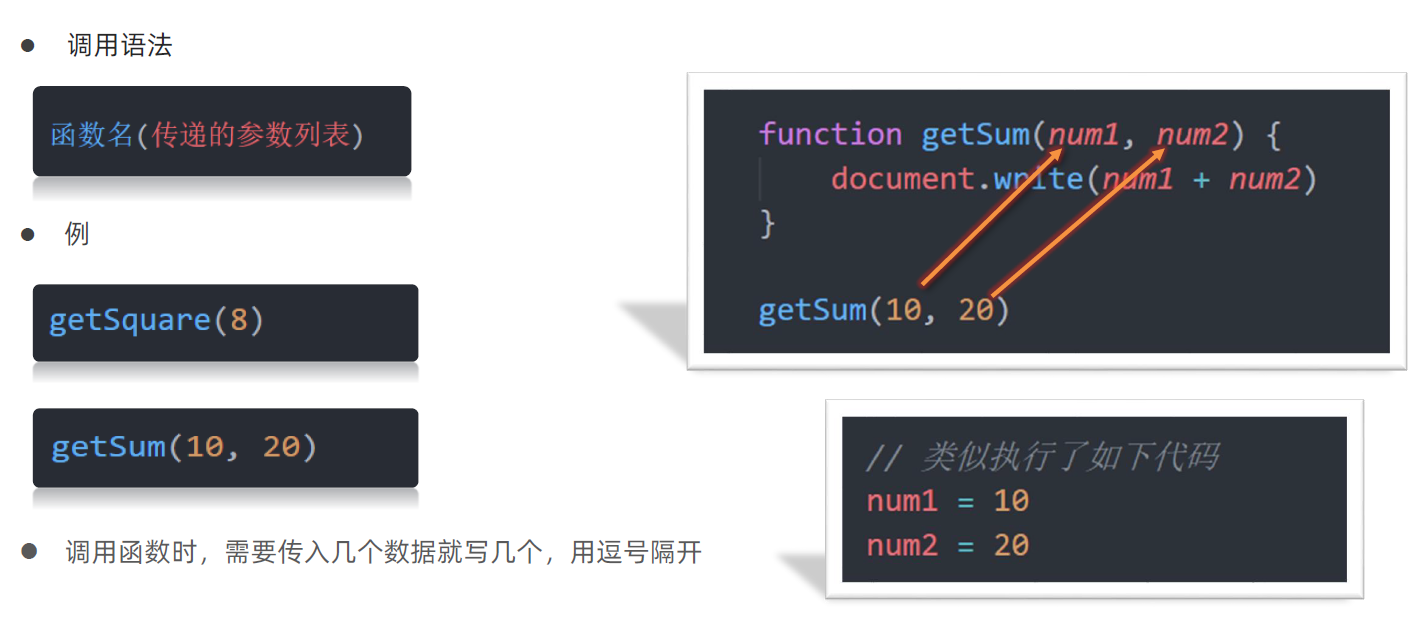 调用语法
函数名(传递的参数列表)
例
getSquare(8)
getSum(10, 20)
调用函数时，需要传入几个数据就写几个，用逗号隔开
function getSum(num1, num2) {
    document.write(num1 + num2)
}
getSum(10, 20)
// 类似执行了如下代码
num1 = 10
num2 = 20